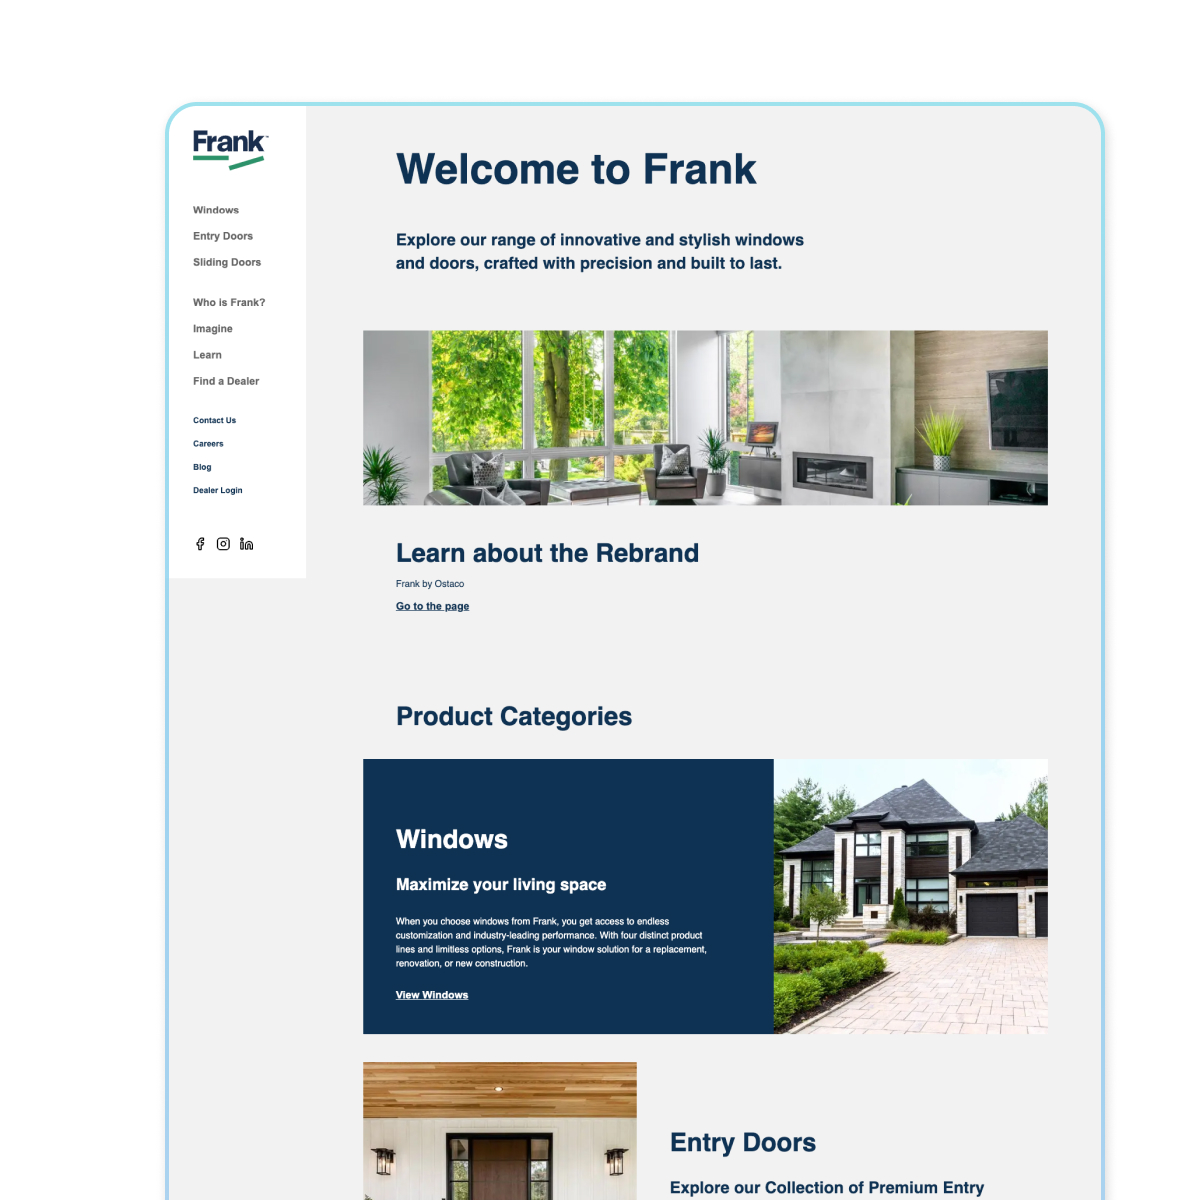 Frank™
Windows
Entry Doors
Sliding Doors
Who is Frank?
Imagine
Learn
Find a Dealer
Contact Us
Careers
Blog
Dealer Login
Welcome to Frank
Explore our range of innovative and stylish windows
and doors, crafted with precision and built to last.
Learn about the Rebrand
Frank by Ostaco
Go to the page
Product Categories
Windows
Maximize your living space
When you choose windows from Frank, you get access to endless
customization and industry-leading performance. With four distinct product
lines and limitless options, Frank is your window solution for a replacement,
renovation, or new construction.
View Windows
Entry Doors
Explore our Collection of Premium Entry